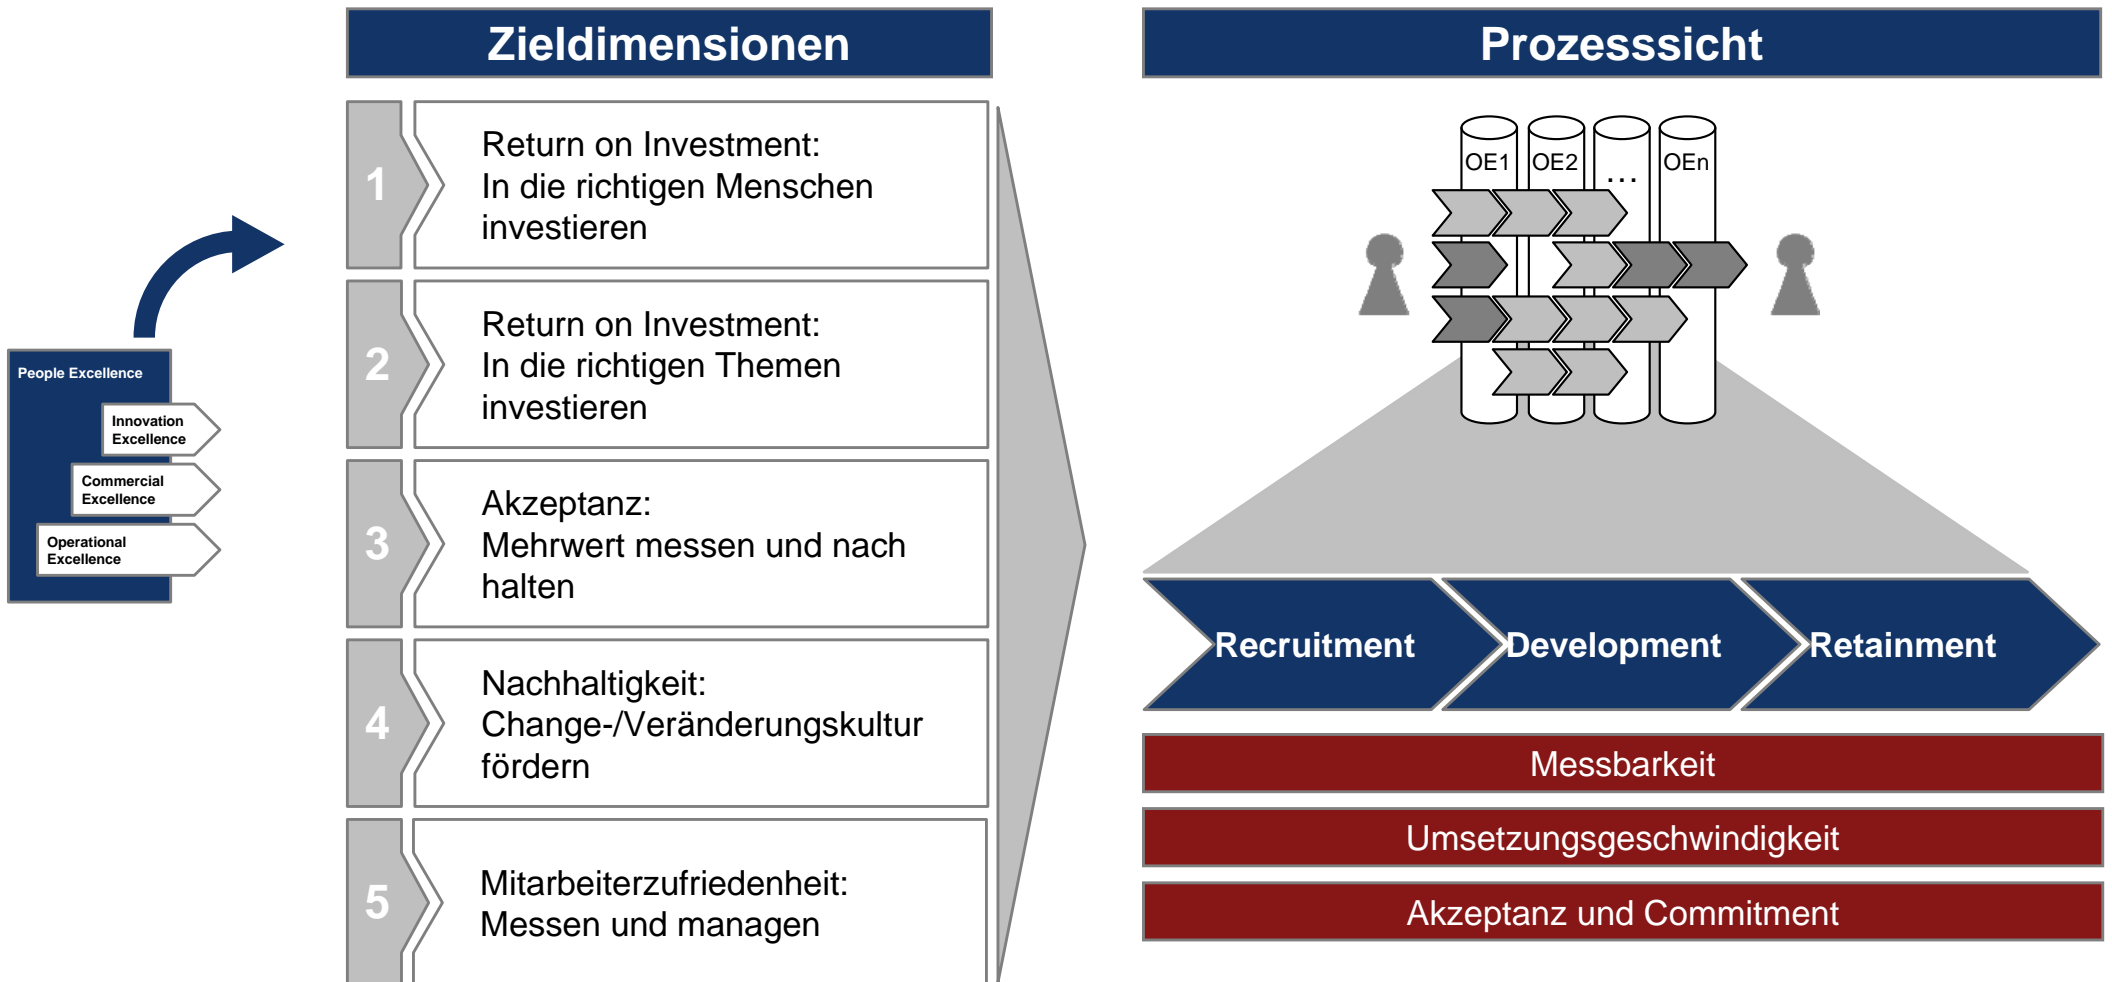 Zieldimensionen
Prozesssicht
People Excellence
Innovation
Excellence
Commercial
Excellence
Operational
Excellence
1
Return on Investment:
In die richtigen Menschen
investieren
2
Return on Investment:
In die richtigen Themen
investieren
3
Akzeptanz:
Mehrwert messen und nach
halten
4
Nachhaltigkeit:
Change-/Veränderungskultur
fördern
5
Mitarbeiterzufriedenheit:
Messen und managen
OE1 OE2 ... OEn
Recruitment Development Retainment
Messbarkeit
Umsetzungsgeschwindigkeit
Akzeptanz und Commitment